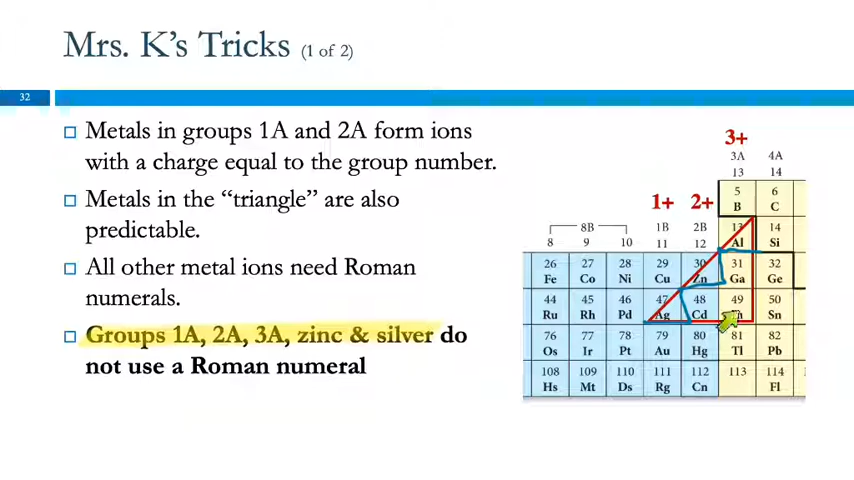 Mrs. K's Tricks (1 of 2)
32
□ Metals in groups 1A and 2A form ions
with a charge equal to the group number.
□ Metals in the “triangle” are also
predictable.
□ All other metal ions need Roman
numerals.
□ Groups 1A, 2A, 3A, zinc & silver do
not use a Roman numeral
3+
3A 4A
13 14
5 6
B C
1+ 2+
8B 1B 2B
8 9 10 11 12
13 14
Al Si
26 27 28 29 30 31 32
Fe Co Ni Cu Zn Ga Ge
44 45 46 47 48 49 50
Ru Rh Pd Ag Cd Sn
76 77 78 79 80 81 82
Os Ir Pt Au Hg Tl Pb
108 109 110 111 112 113 114
Hs Mt Ds Rg Cn Fl